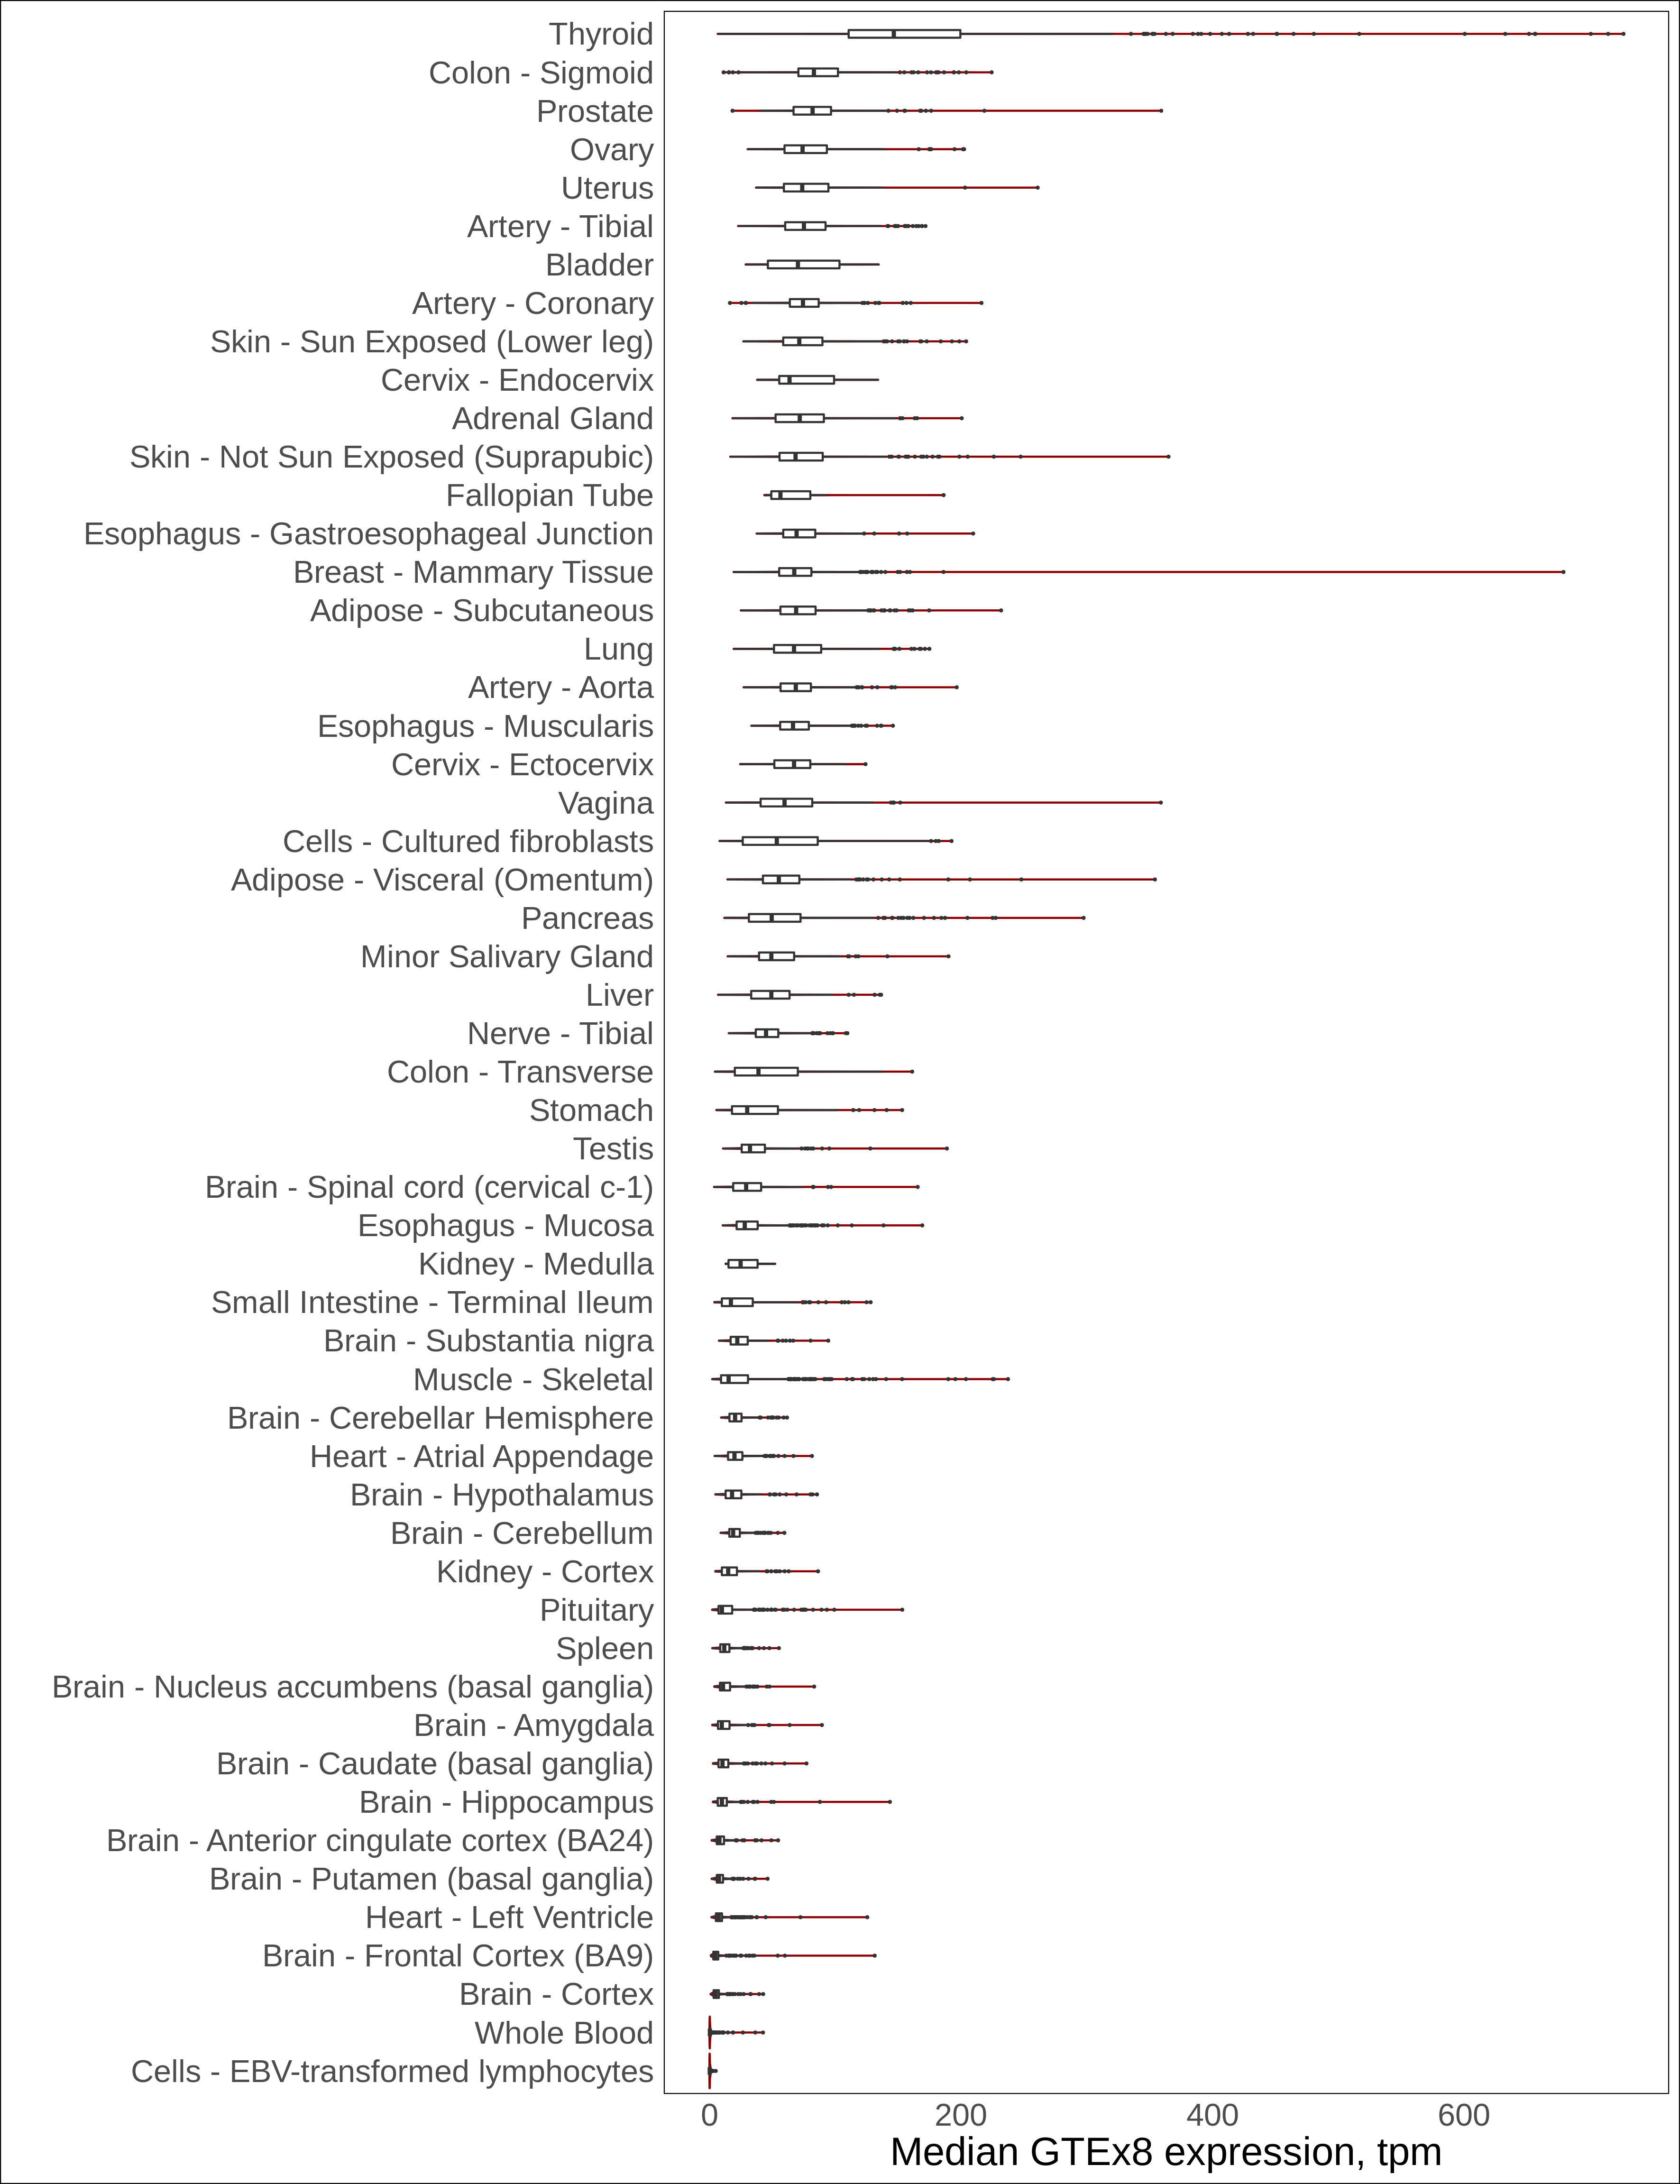 Thyroid
Colon - Sigmoid
Prostate
Ovary
Uterus
Artery - Tibial
Bladder
Artery - Coronary
Skin - Sun Exposed (Lower leg)
Cervix - Endocervix
Adrenal Gland
Skin - Not Sun Exposed (Suprapubic)
Fallopian Tube
Esophagus - Gastroesophageal Junction
Breast - Mammary Tissue
Adipose - Subcutaneous
Lung
Artery - Aorta
Esophagus - Muscularis
Cervix - Ectocervix
Vagina
Cells - Cultured fibroblasts
Adipose - Visceral (Omentum)
Pancreas
Minor Salivary Gland
Liver
Nerve - Tibial
Colon - Transverse
Stomach
Testis
Brain - Spinal cord (cervical c-1)
Esophagus - Mucosa
Kidney - Medulla
Small Intestine - Terminal Ileum
Brain - Substantia nigra
Muscle - Skeletal
Brain - Cerebellar Hemisphere
Heart - Atrial Appendage
Brain - Hypothalamus
Brain - Cerebellum
Kidney - Cortex
Pituitary
Spleen
Brain - Nucleus accumbens (basal ganglia)
Brain - Amygdala
Brain - Caudate (basal ganglia)
Brain - Hippocampus
Brain - Anterior cingulate cortex (BA24)
Brain - Putamen (basal ganglia)
Heart - Left Ventricle
Brain - Frontal Cortex (BA9)
Brain - Cortex
Whole Blood
Cells - EBV-transformed lymphocytes
0 200 400 600
Median GTEx8 expression, tpm